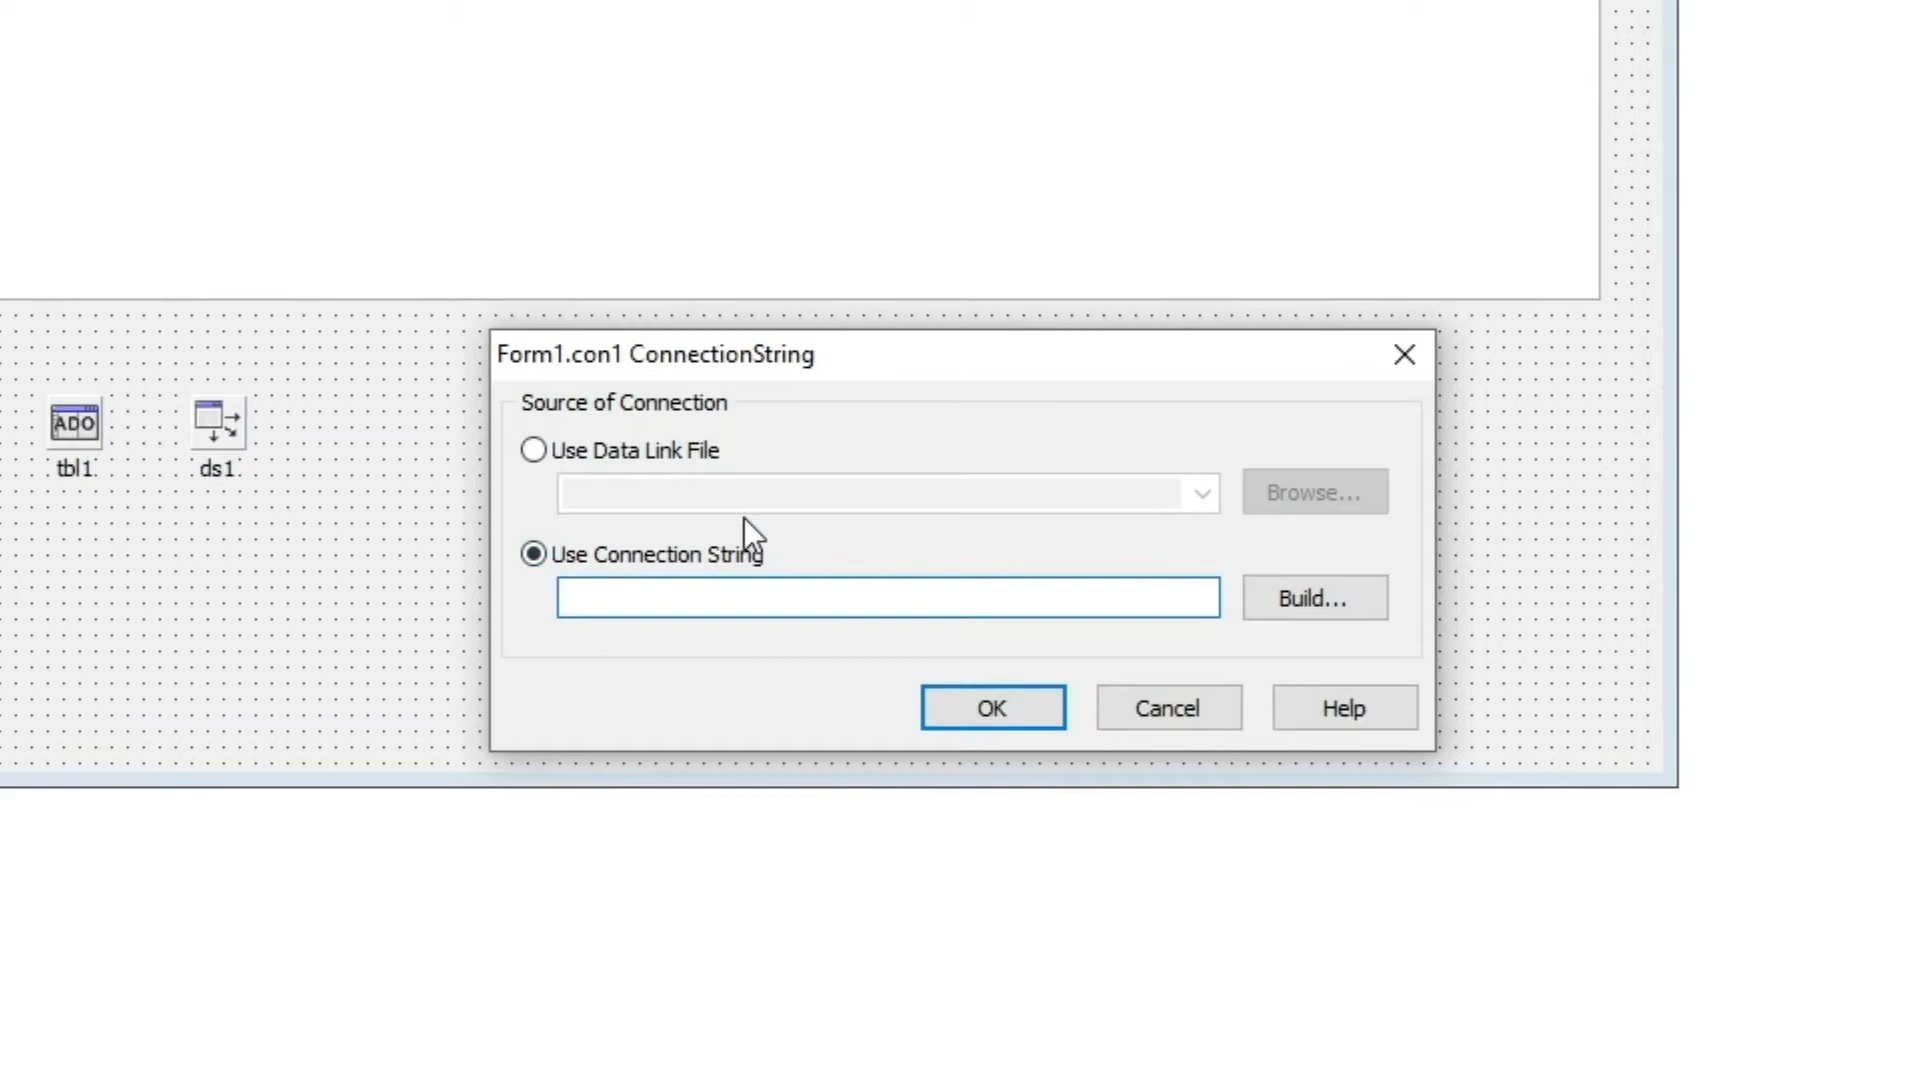 Form1.con1 ConnectionString
Source of Connection
Use Data Link File
Browse...
Use Connection String
Build...
OK
Cancel
Help
ADO
tbl1
ds1